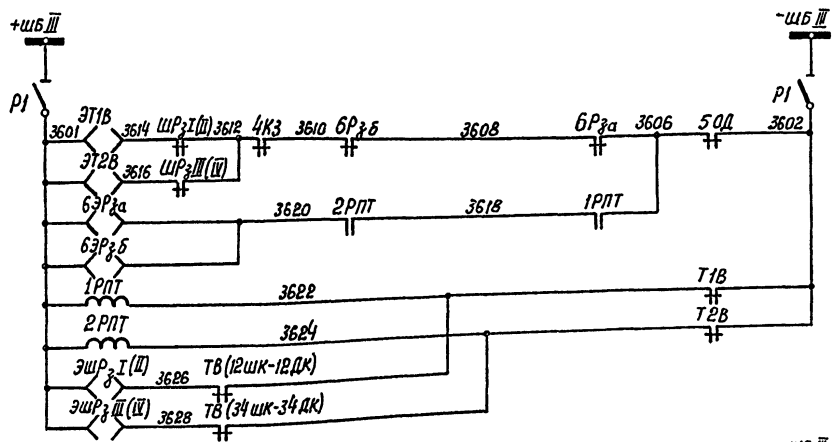 +ШБ III
-ШБ III
Р1
Р1
3601
ЭТ1В
3614
ШРзI(II)
3612
4КЗ
3610
6РзБ
3608
6Рза
3606
5ОД
3602
ЭТ2В
3616
ШРзIII(IV)
6ЭРза
3620
2РПТ
3618
1РПТ
6ЭРзБ
1РПТ
3622
Т1В
2РПТ
3624
Т2В
ЭШРзI(II)
3626
ТВ(12ШК-12ДК)
ЭШРзIII(IV)
3628
ТВ(34ШК-34ДК)